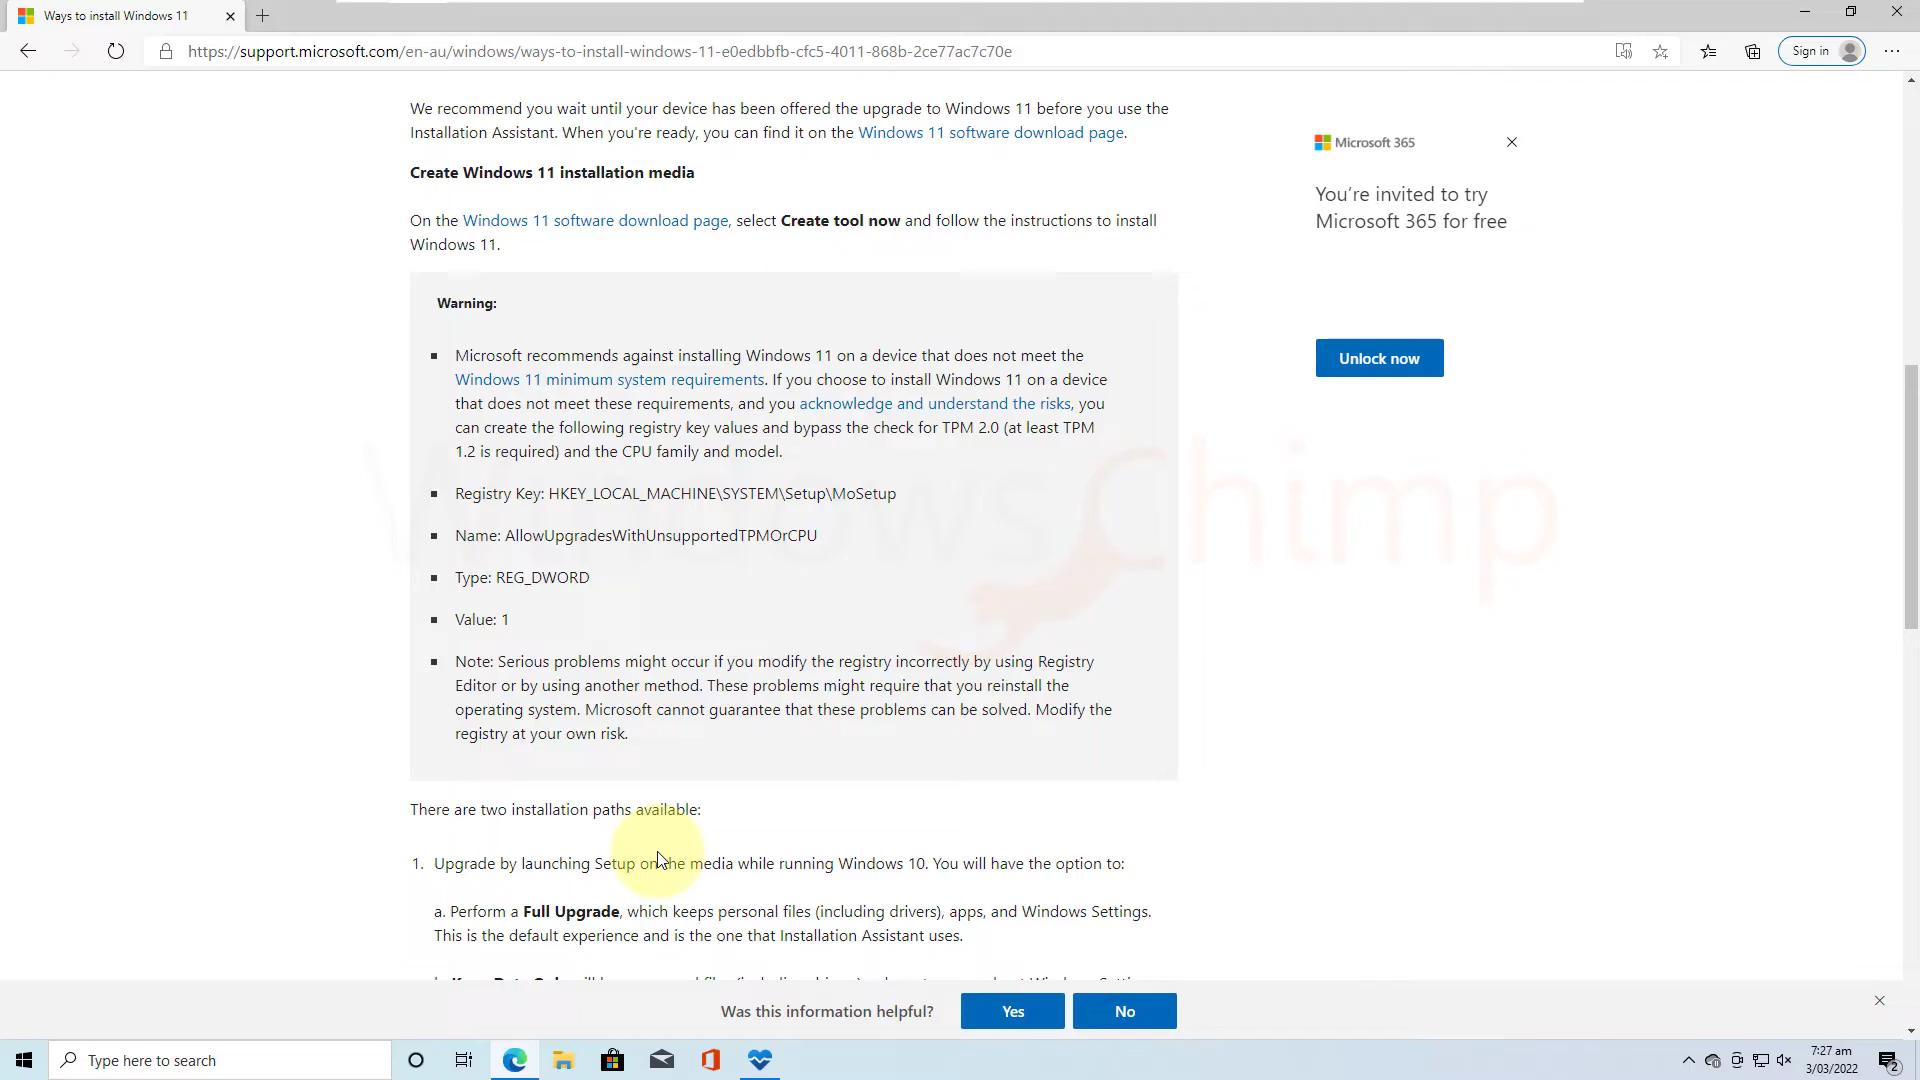 Ways to install Windows 11
https://support.microsoft.com/en-au/windows/ways-to-install-windows-11-e0edbbfb-cfc5-4011-868b-2ce77ac7c70e
Sign in
We recommend you wait until your device has been offered the upgrade to Windows 11 before you use the
Installation Assistant. When you're ready, you can find it on the Windows 11 software download page.
Create Windows 11 installation media
On the Windows 11 software download page, select Create tool now and follow the instructions to install
Windows 11.
Warning:
Microsoft recommends against installing Windows 11 on a device that does not meet the
Windows 11 minimum system requirements. If you choose to install Windows 11 on a device
that does not meet these requirements, and you acknowledge and understand the risks, you
can create the following registry key values and bypass the check for TPM 2.0 (at least TPM
1.2 is required) and the CPU family and model.
Registry Key: HKEY_LOCAL_MACHINE\SYSTEM\Setup\MoSetup
Name: AllowUpgradesWithUnsupportedTPMOrCPU
Type: REG_DWORD
Value: 1
Note: Serious problems might occur if you modify the registry incorrectly by using Registry
Editor or by using another method. These problems might require that you reinstall the
operating system. Microsoft cannot guarantee that these problems can be solved. Modify the
registry at your own risk.
There are two installation paths available:
1. Upgrade by launching Setup on the media while running Windows 10. You will have the option to:
a. Perform a Full Upgrade, which keeps personal files (including drivers), apps, and Windows Settings.
This is the default experience and is the one that Installation Assistant uses.
Microsoft 365
You're invited to try
Microsoft 365 for free
Unlock now
WindowsChimp
Was this information helpful?
Yes
No
Type here to search
7:27 am
3/03/2022
2